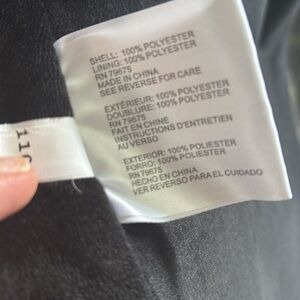 SHELL: 100% POLYESTER
LINING: 100% POLYESTER
RN 79675
MADE IN CHINA
SEE REVERSE FOR CARE
EXTÉRIEUR: 100% POLYESTER
DOUBLURE: 100% POLYESTER
RN 79675
FAIT EN CHINE
INSTRUCTIONS D'ENTRETIEN
AU VERSO
EXTERIOR: 100% POLIESTER
FORRO: 100% POLIESTER
RN 79675
HECHO EN CHINA
VER REVERSO PARA EL CUIDADO